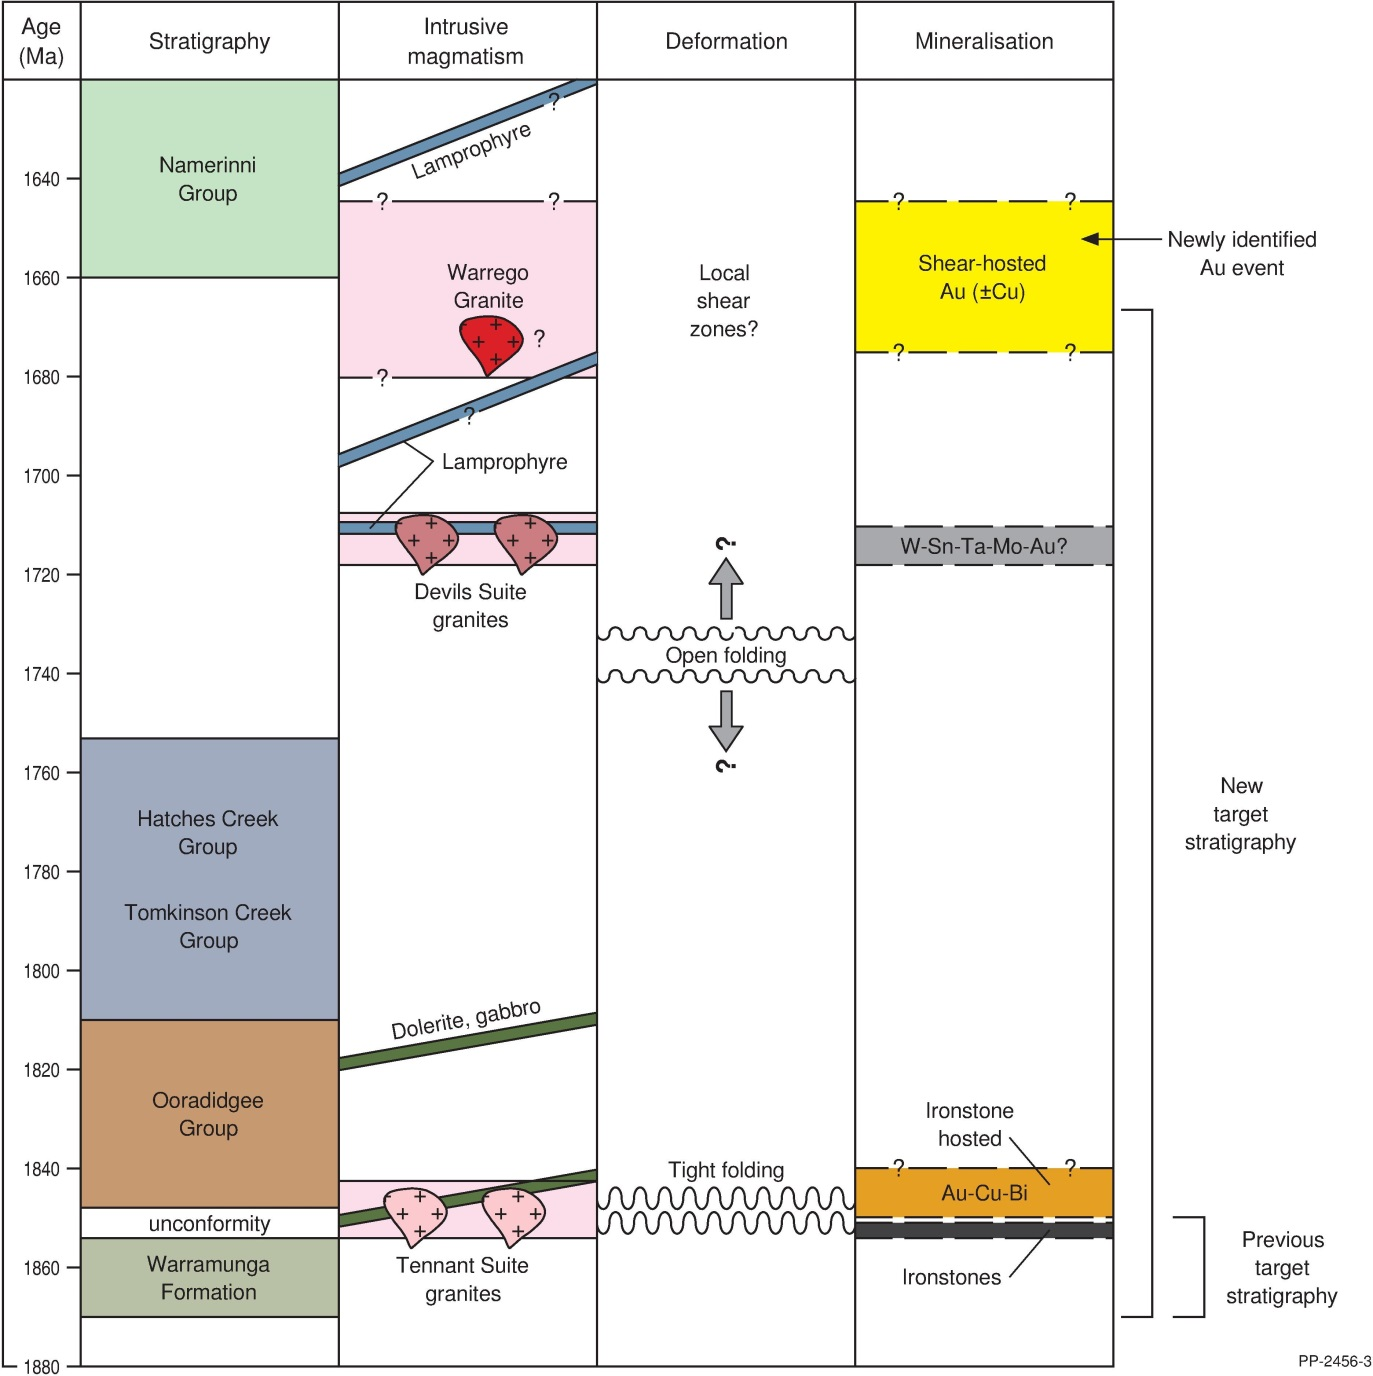 Age
(Ma)
Stratigraphy
Intrusive
magmatism
Deformation
Mineralisation
1640
1660
1680
1700
1720
1740
1760
1780
1800
1820
1840
1860
1880
Namerinni
Group
Hatches Creek
Group
Tomkinson Creek
Group
Ooradidgee
Group
unconformity
Warramunga
Formation
?
Lamprophyre
? ?
Warrego
Granite
?
?
?
Lamprophyre
Devils Suite
granites
Dolerite, gabbro
Tennant Suite
granites
Local
shear
zones?
?
Open folding
?
Tight folding
? ?
Shear-hosted
Au (±Cu)
? ?
W-Sn-Ta-Mo-Au?
Ironstone
hosted
? ?
Au-Cu-Bi
Ironstones
Newly identified
Au event
New
target
stratigraphy
Previous
target
stratigraphy
PP-2456-3